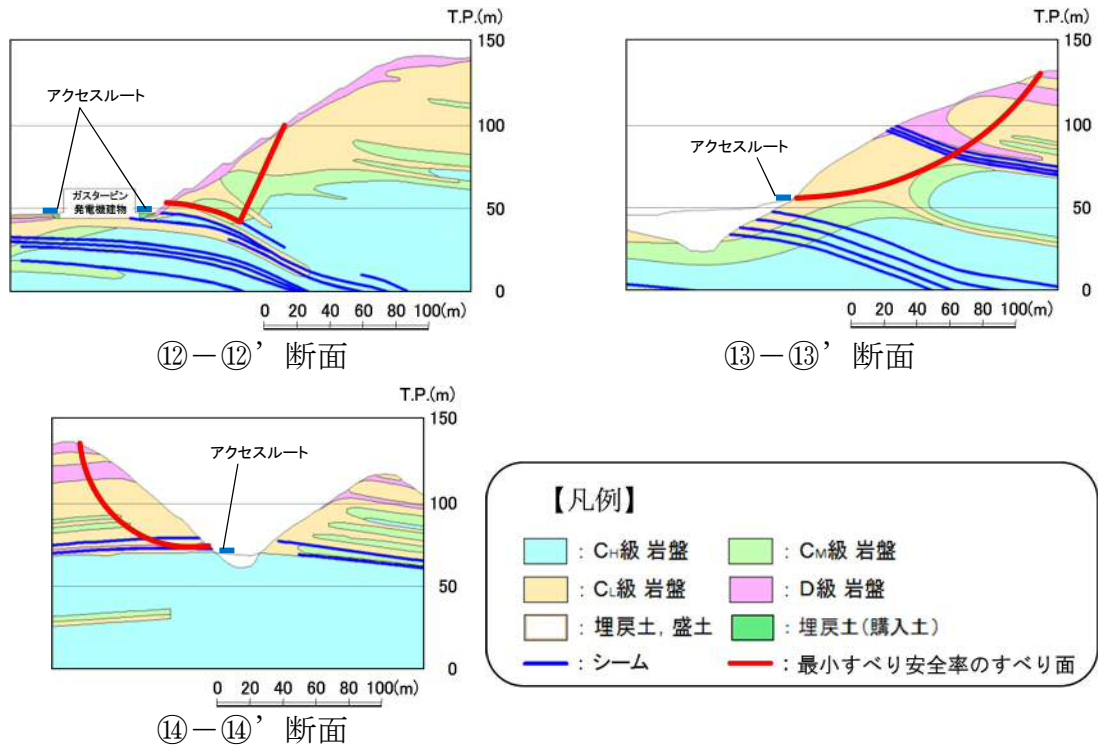 T.P.(m)
150
アクセスルート
100
ガスタービン
発電機建物
50
0
0 20 40 60 80 100(m)
⑫－⑫’断面
T.P.(m)
150
100
アクセスルート
50
0
0 20 40 60 80 100(m)
⑬－⑬’断面
T.P.(m)
150
アクセスルート
100
50
0
0 20 40 60 80 100(m)
⑭－⑭’断面
【凡例】
：CH級 岩盤
：CM級 岩盤
：CL級 岩盤
：D級 岩盤
：埋戻土，盛土
：埋戻土（購入土）
：シーム
：最小すべり安全率のすべり面